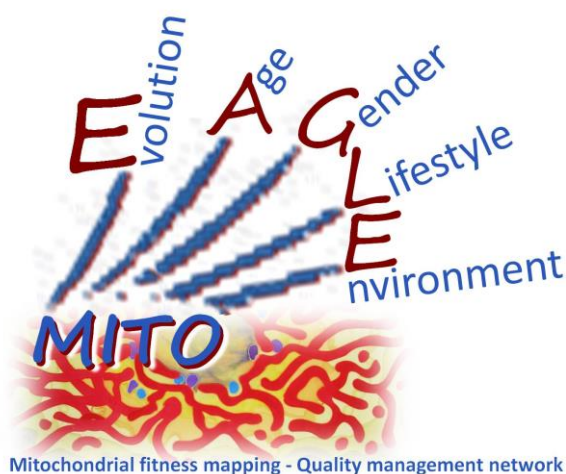 Evolution
Age
Gender
Lifestyle
Environment
MITO
Mitochondrial fitness mapping - Quality management network